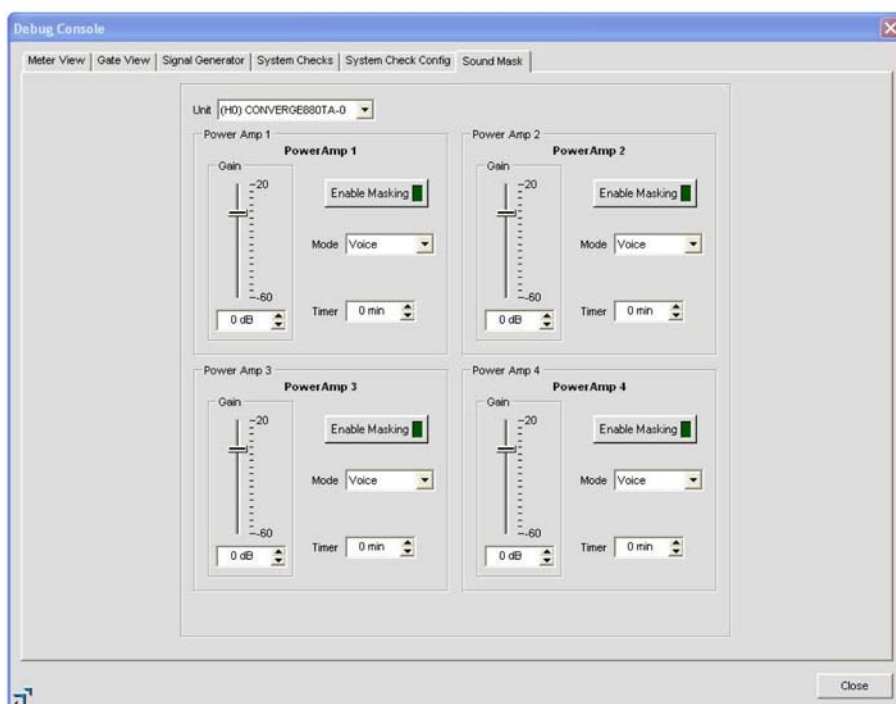 Debug Console
Meter View Gate View Signal Generator System Checks System Check Config Sound Mask
Unit (H0) CONVERGE880TA-0
Power Amp 1
PowerAmp 1
Gain
20
-60
0 dB
Enable Masking
Mode Voice
Timer 0 min
Power Amp 2
PowerAmp 2
Gain
20
-60
0 dB
Enable Masking
Mode Voice
Timer 0 min
Power Amp 3
PowerAmp 3
Gain
20
-60
0 dB
Enable Masking
Mode Voice
Timer 0 min
Power Amp 4
PowerAmp 4
Gain
20
-60
0 dB
Enable Masking
Mode Voice
Timer 0 min
Close